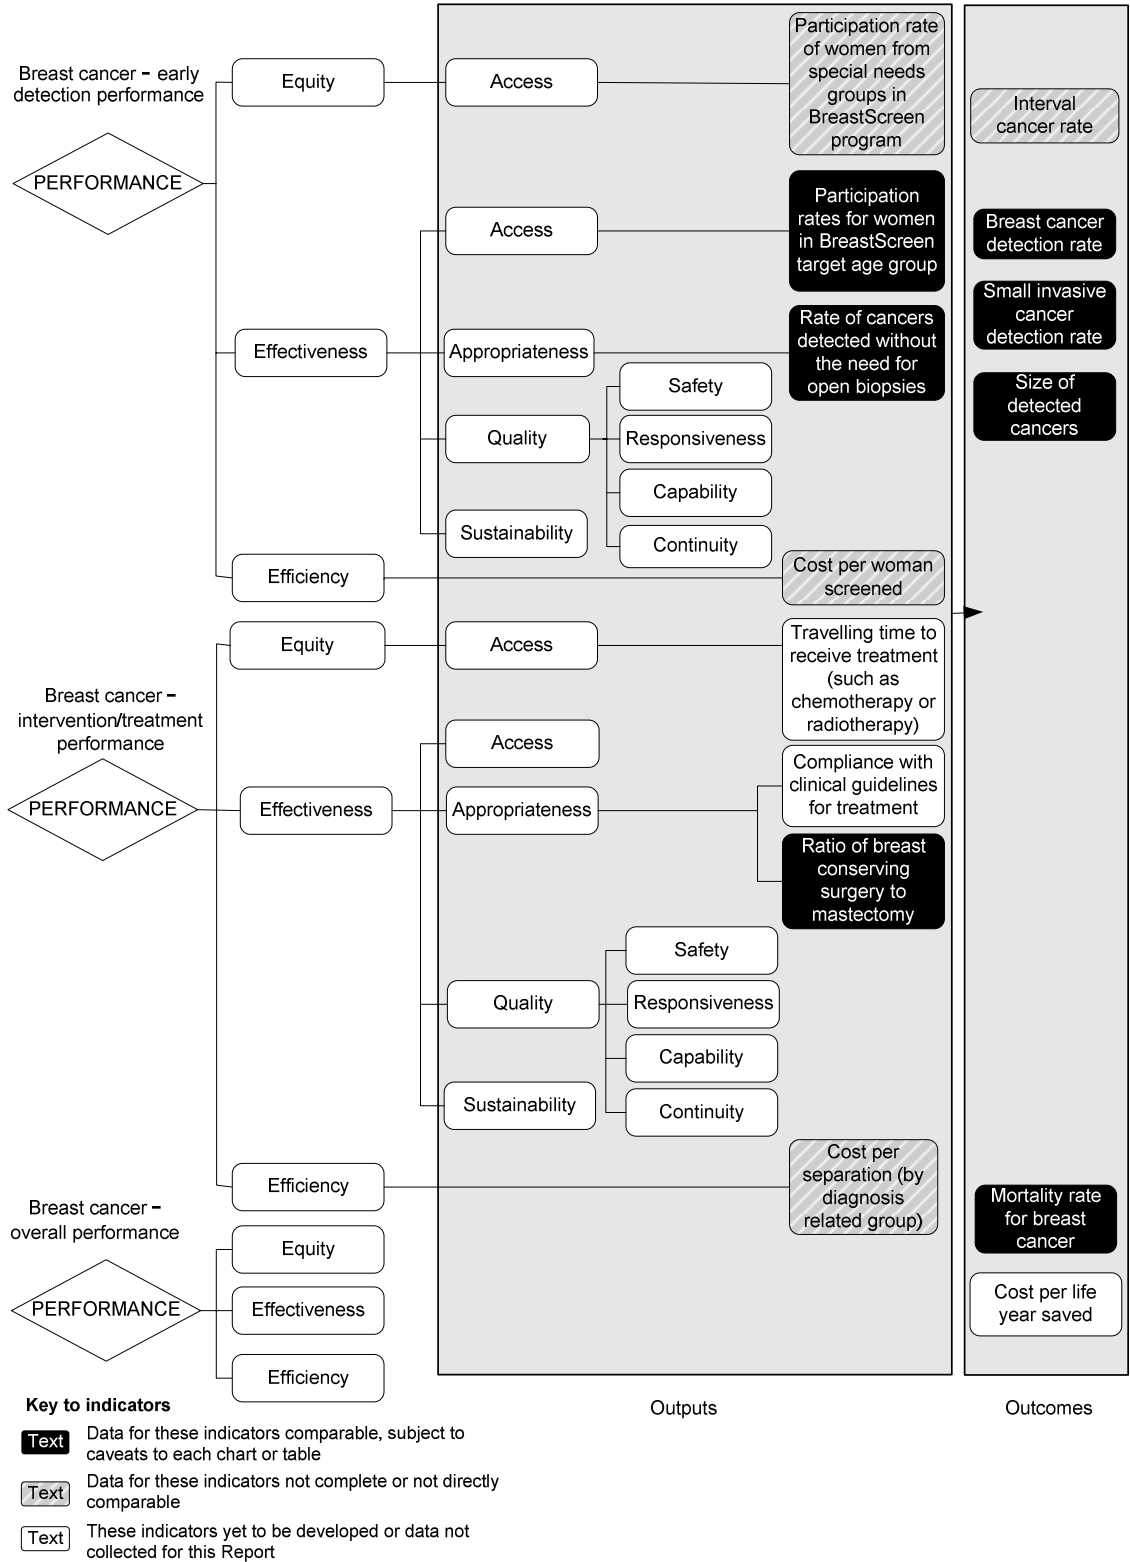 Breast cancer – early
detection performance
PERFORMANCE
Equity
Access
Participation rate
of women from
special needs
groups in
BreastScreen
program
Interval
cancer rate
Access
Participation
rates for women
in BreastScreen
target age group
Breast cancer
detection rate
Small invasive
cancer
detection rate
Effectiveness
Appropriateness
Rate of cancers
detected without
the need for
open biopsies
Size of
detected
cancers
Safety
Quality
Responsiveness
Capability
Sustainability
Continuity
Efficiency
Cost per woman
screened
Breast cancer –
intervention/treatment
performance
PERFORMANCE
Equity
Access
Travelling time to
receive treatment
(such as
chemotherapy or
radiotherapy)
Access
Effectiveness
Appropriateness
Compliance with
clinical guidelines
for treatment
Ratio of breast
conserving
surgery to
mastectomy
Safety
Quality
Responsiveness
Capability
Sustainability
Continuity
Efficiency
Cost per
separation (by
diagnosis
related group)
Breast cancer –
overall performance
PERFORMANCE
Equity
Effectiveness
Efficiency
Mortality rate
for breast
cancer
Cost per life
year saved
Outputs
Outcomes
Key to indicators
Text
Data for these indicators comparable, subject to
caveats to each chart or table
Text
Data for these indicators not complete or not directly
comparable
Text
These indicators yet to be developed or data not
collected for this Report